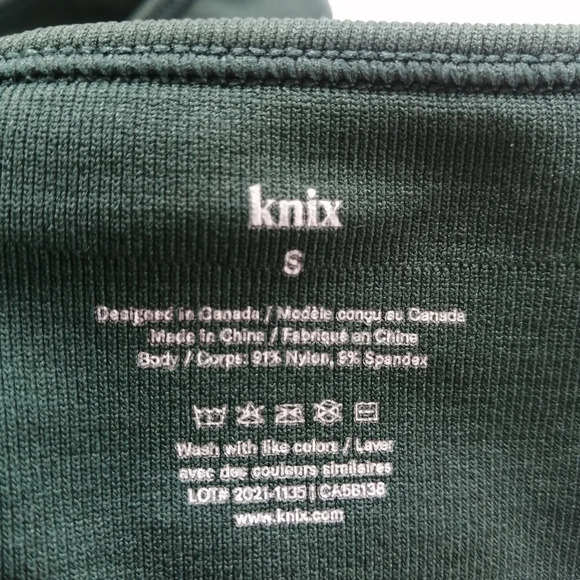 knix
S
Designed in Canada / Modèle conçu au Canada
Made in China / Fabriqué en Chine
Body / Corps: 91% Nylon, 9% Spandex
Wash with like colors / Laver
avec des couleurs similaires
LOT# 2021-1135 | CA56138
www.knix.com